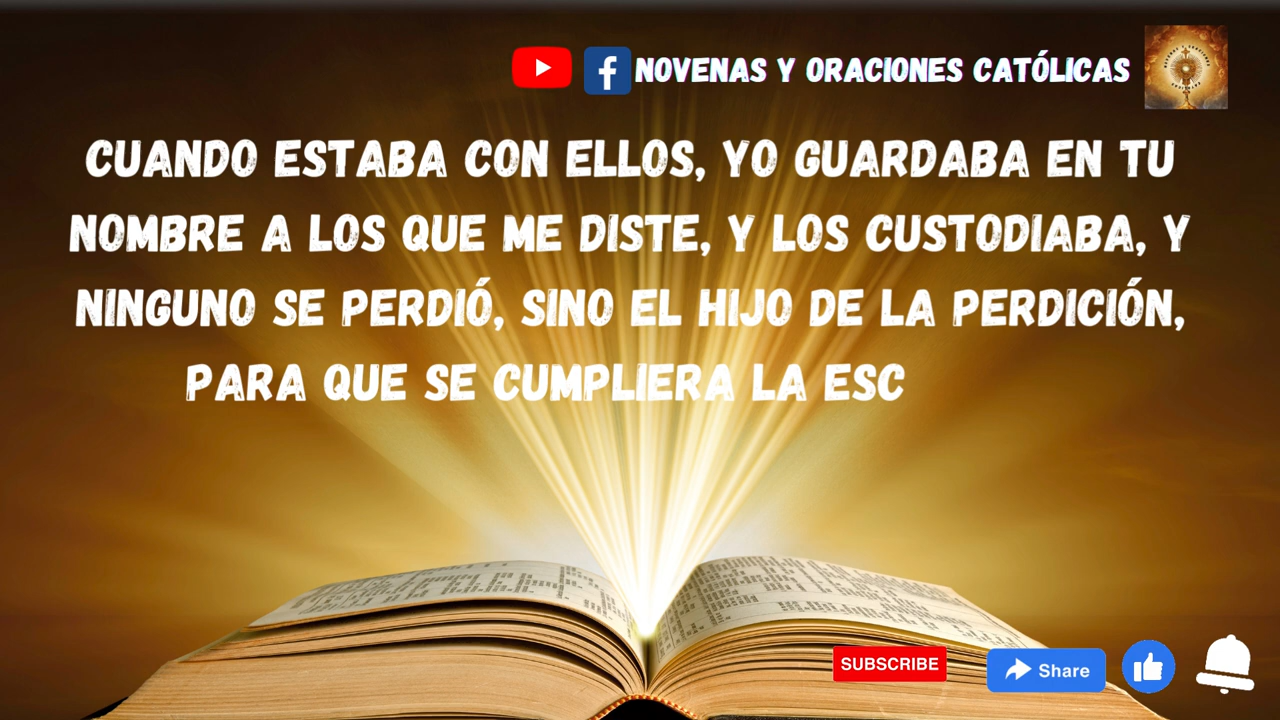 NOVENAS Y ORACIONES CATÓLICAS
CUANDO ESTABA CON ELLOS, YO GUARDABA EN TU
NOMBRE A LOS QUE ME DISTE, Y LOS CUSTODIABA, Y
NINGUNO SE PERDIÓ, SINO EL HIJO DE LA PERDICIÓN,
PARA QUE SE CUMPLIERA LA ESC
SUBSCRIBE
Share